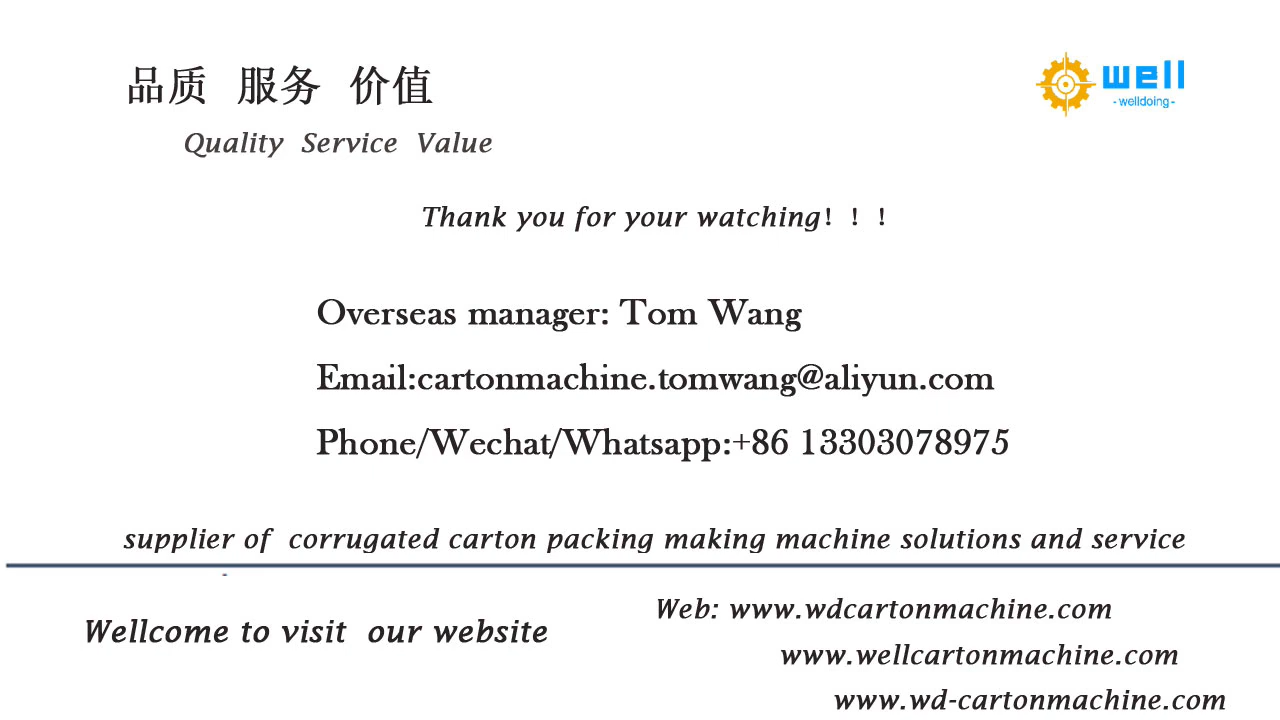 品质 服务 价值
well
-welldoing-
Quality Service Value
Thank you for your watching！！！
Overseas manager: Tom Wang
Email:cartonmachine.tomwang@aliyun.com
Phone/Wechat/Whatsapp:+86 13303078975
supplier of corrugated carton packing making machine solutions and service
Wellcome to visit our website
Web: www.wdcartonmachine.com
www.wellcartonmachine.com
www.wd-cartonmachine.com